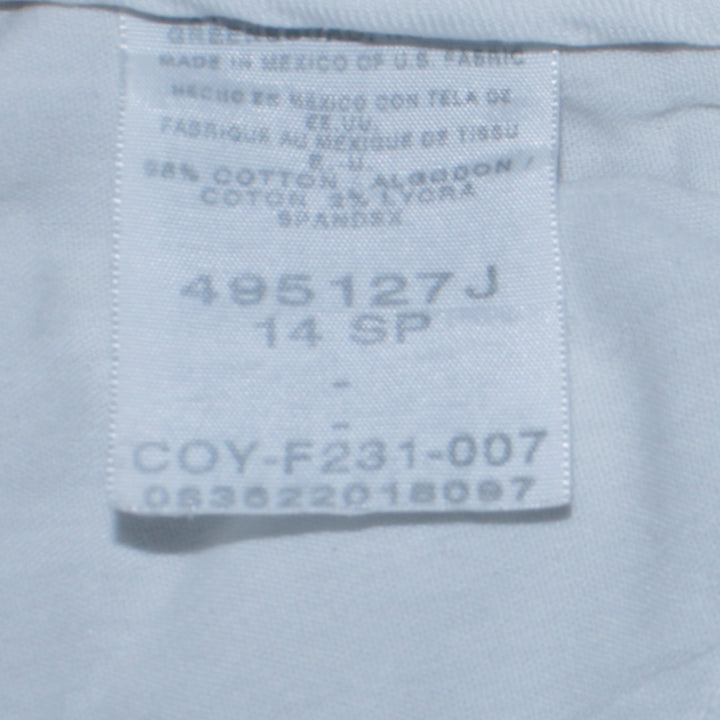 MADE IN MEXICO OF U.S. FABRIC
HECHO EN MEXICO CON TELA DE
EE.UU.
FABRIQUE AU MEXIQUE DE TISSU
E. U.
98% COTTON / ALGODON /
COTON, 2% LYCRA
SPANDEX
495127J
14 SP
-
-
COY-F231-007
083622018097